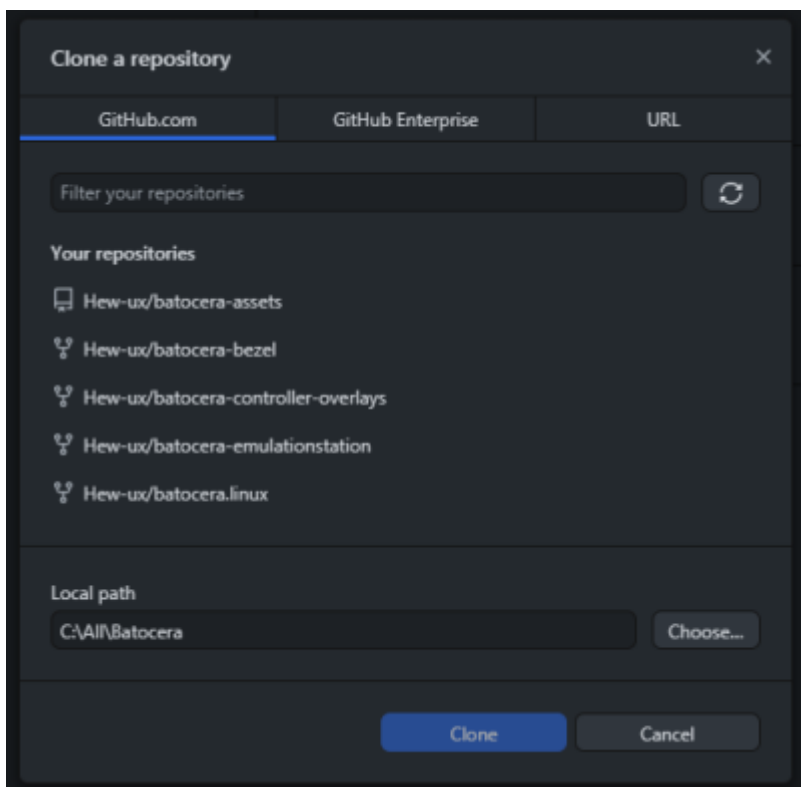 Clone a repository
GitHub.com GitHub Enterprise URL
Filter your repositories
Your repositories
Hew-ux/batocera-assets
Hew-ux/batocera-bezel
Hew-ux/batocera-controller-overlays
Hew-ux/batocera-emulationstation
Hew-ux/batocera.linux
Local path
C:\All\Batocera Choose...
Clone Cancel